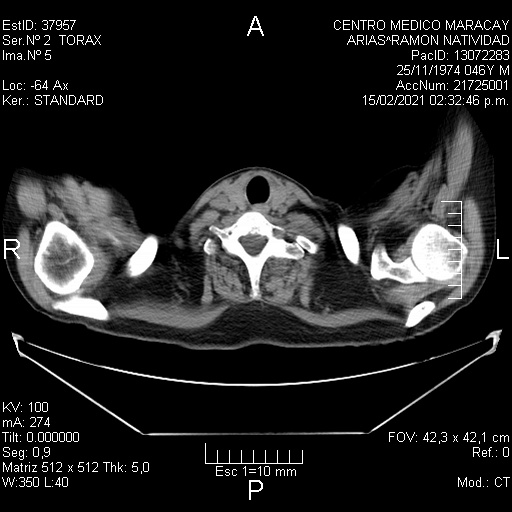 EstID: 37957
Ser.Nº 2 TORAX
Ima.Nº 5
Loc: -64 Ax
Ker.: STANDARD
A
CENTRO MEDICO MARACAY
ARIAS^RAMON NATIVIDAD
PacID: 13072283
25/11/1974 046Y M
AccNum: 21725001
15/02/2021 02:32:46 p.m.
R
L
KV: 100
mA: 274
Tilt: 0.000000
Seg: 0,9
Matriz 512 x 512 Thk: 5,0
W:350 L:40
Esc 1=10 mm
P
FOV: 42,3 x 42,1 cm
Ref.: 0
Mod.: CT